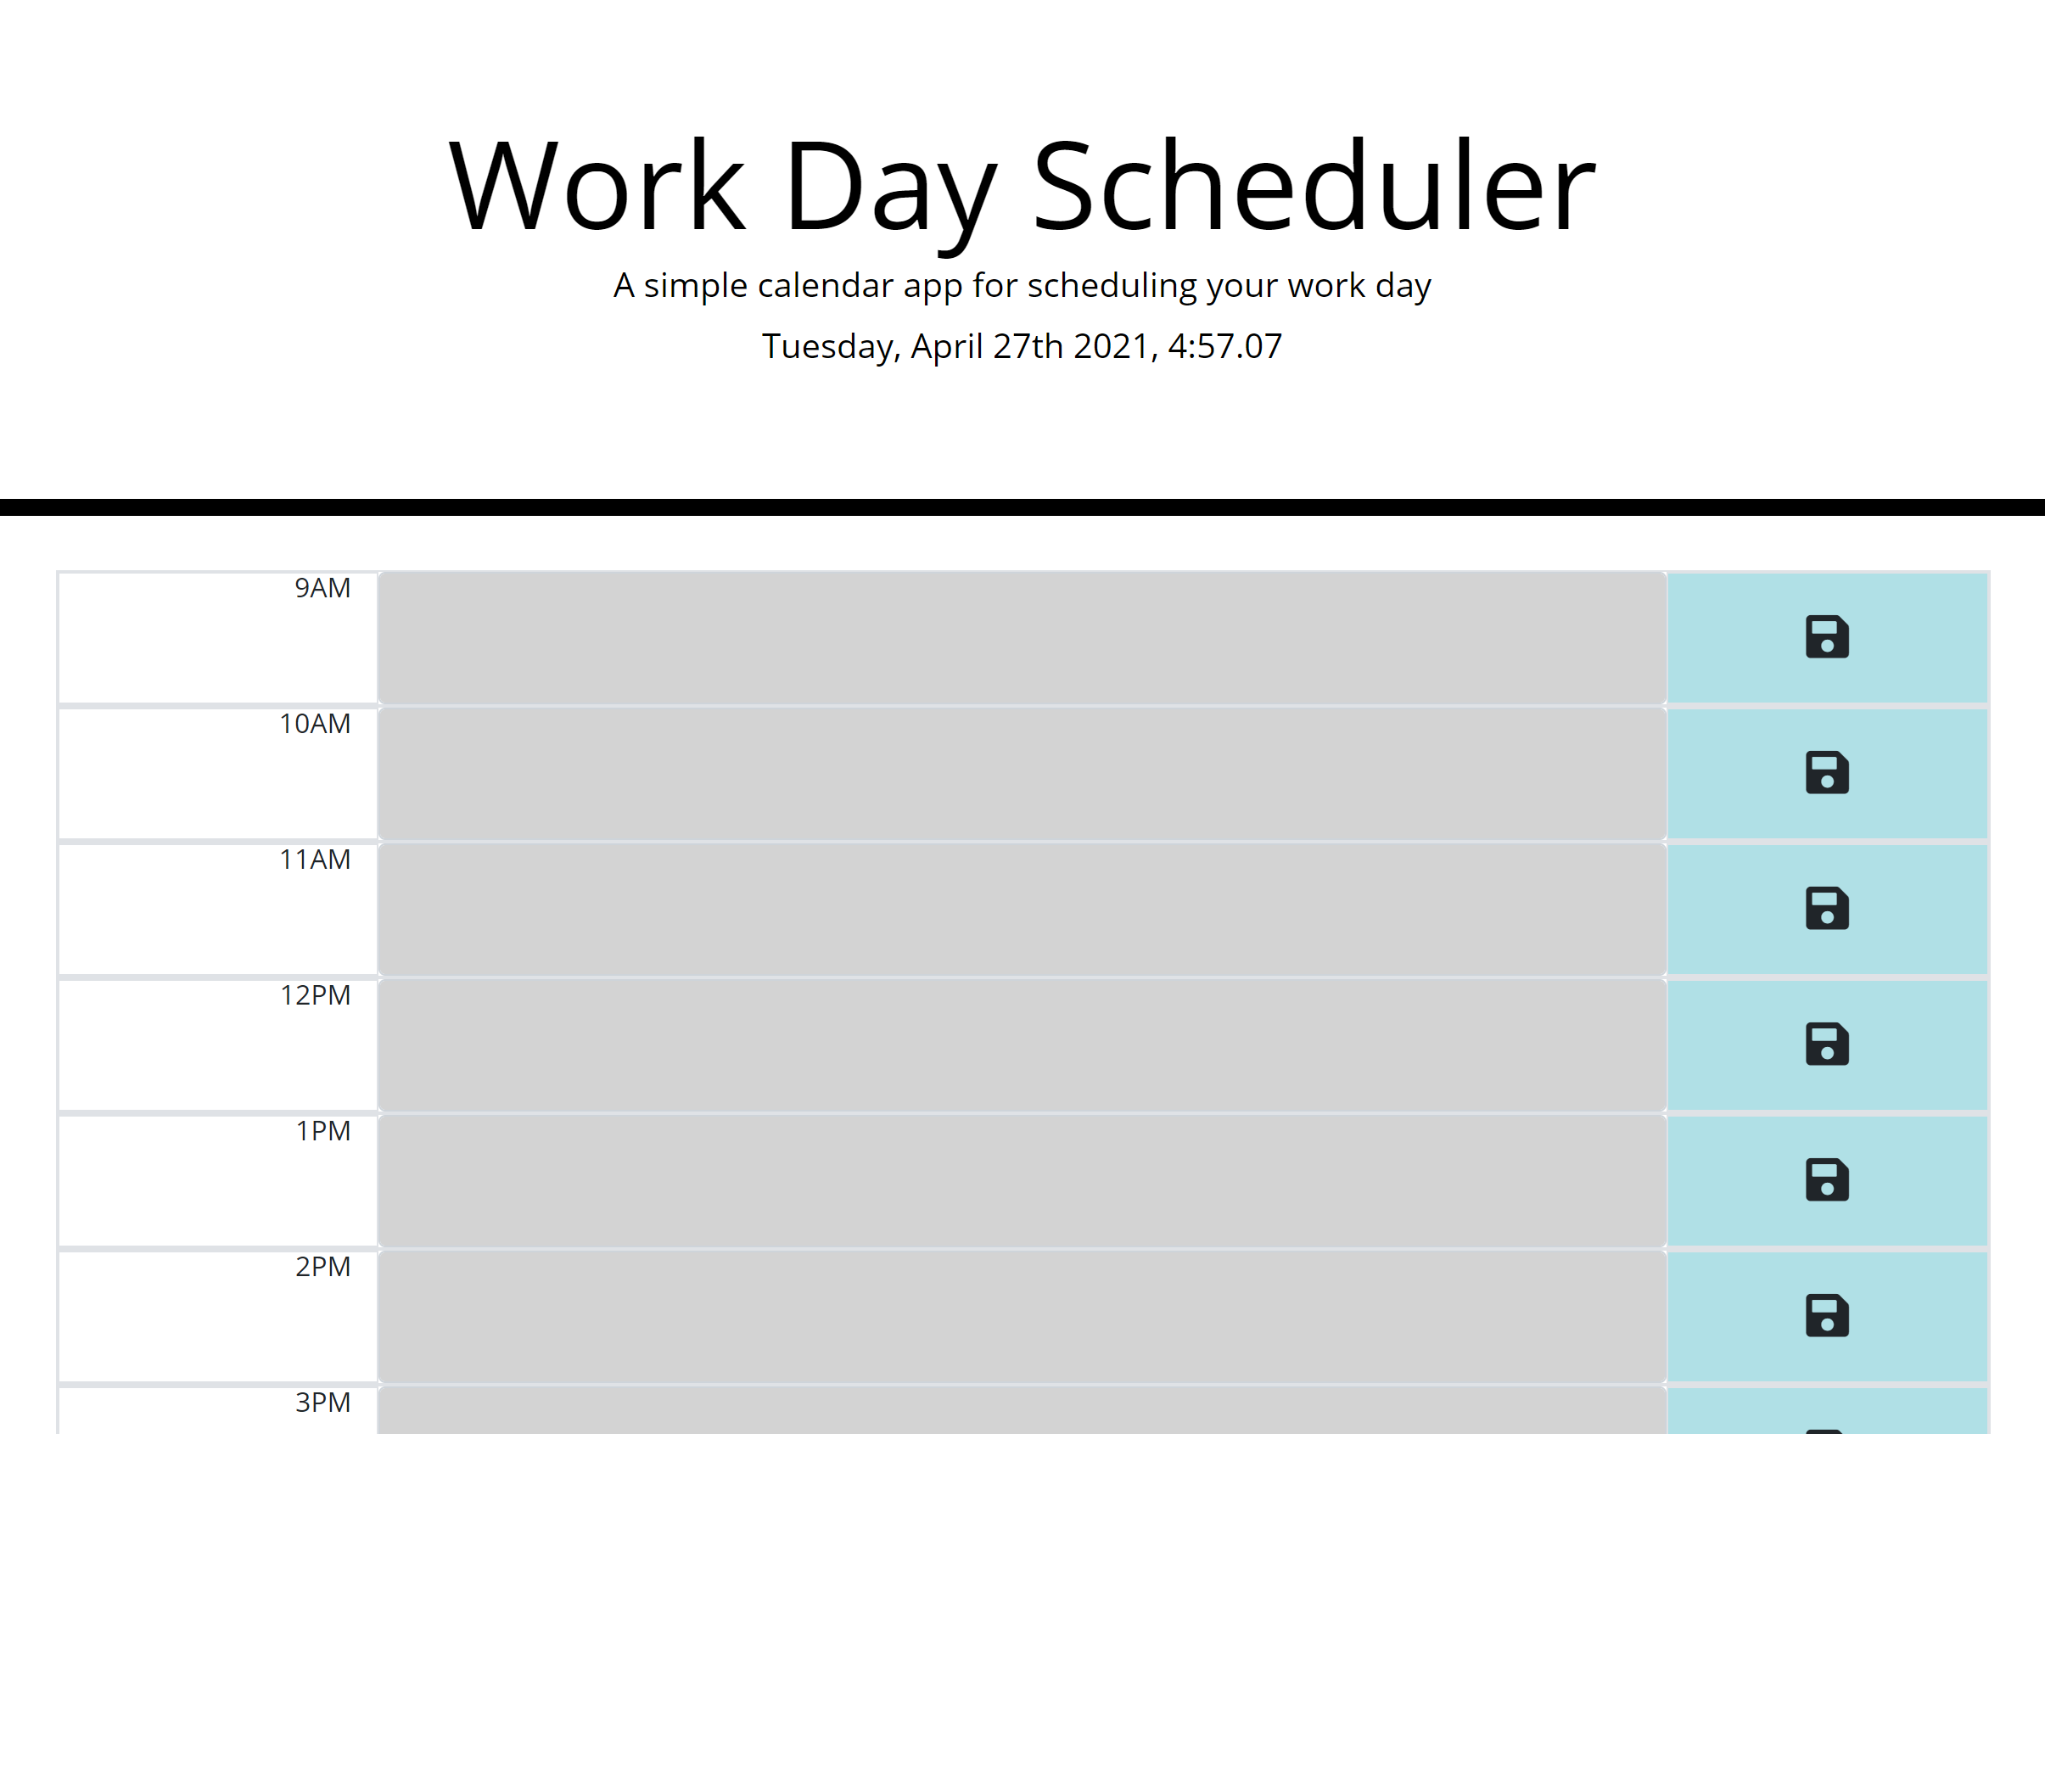 Work Day Scheduler
A simple calendar app for scheduling your work day
Tuesday, April 27th 2021, 4:57.07
9AM
10AM
11AM
12PM
1PM
2PM
3PM